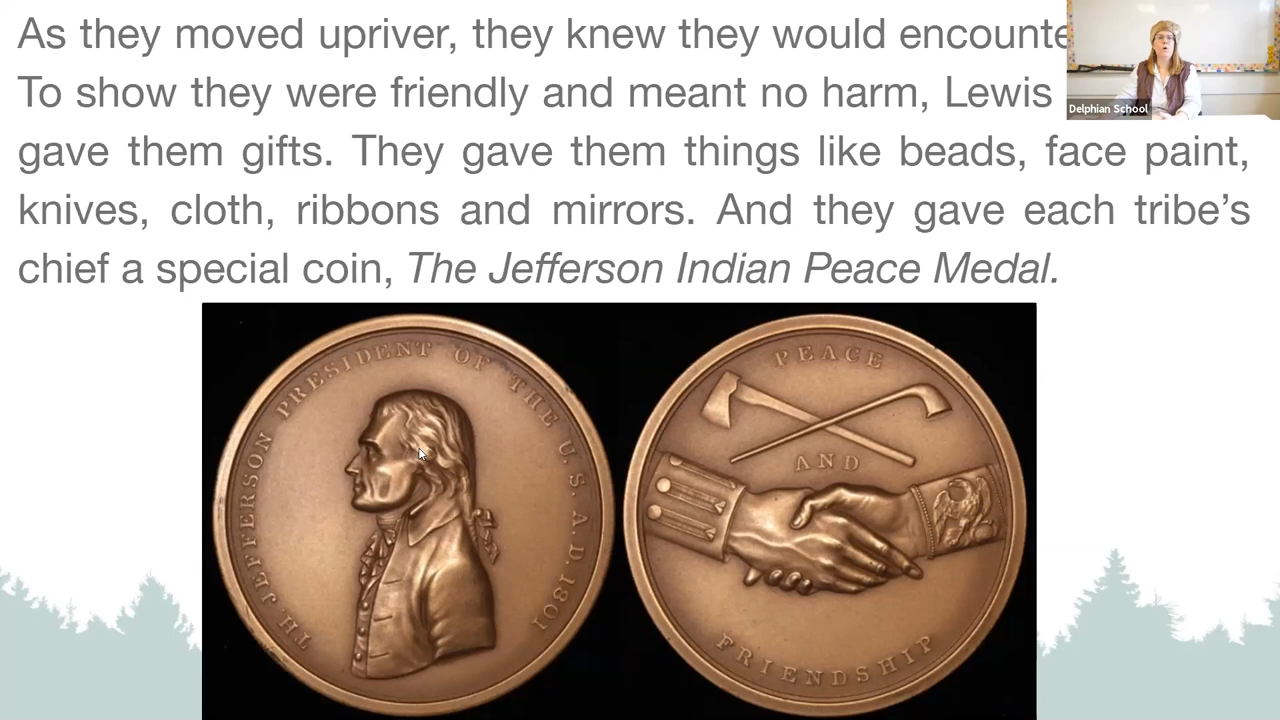 As they moved upriver, they knew they would
To show they were friendly and meant no harm, Lewis
gave them gifts. They gave them things like beads, face paint,
knives, cloth, ribbons and mirrors. And they gave each tribe’s
chief a special coin, The Jefferson Indian Peace Medal.
Delphian School
TH. JEFFERSON PRESIDENT OF THE U.S. A.D. 1801
PEACE
AND
FRIENDSHIP